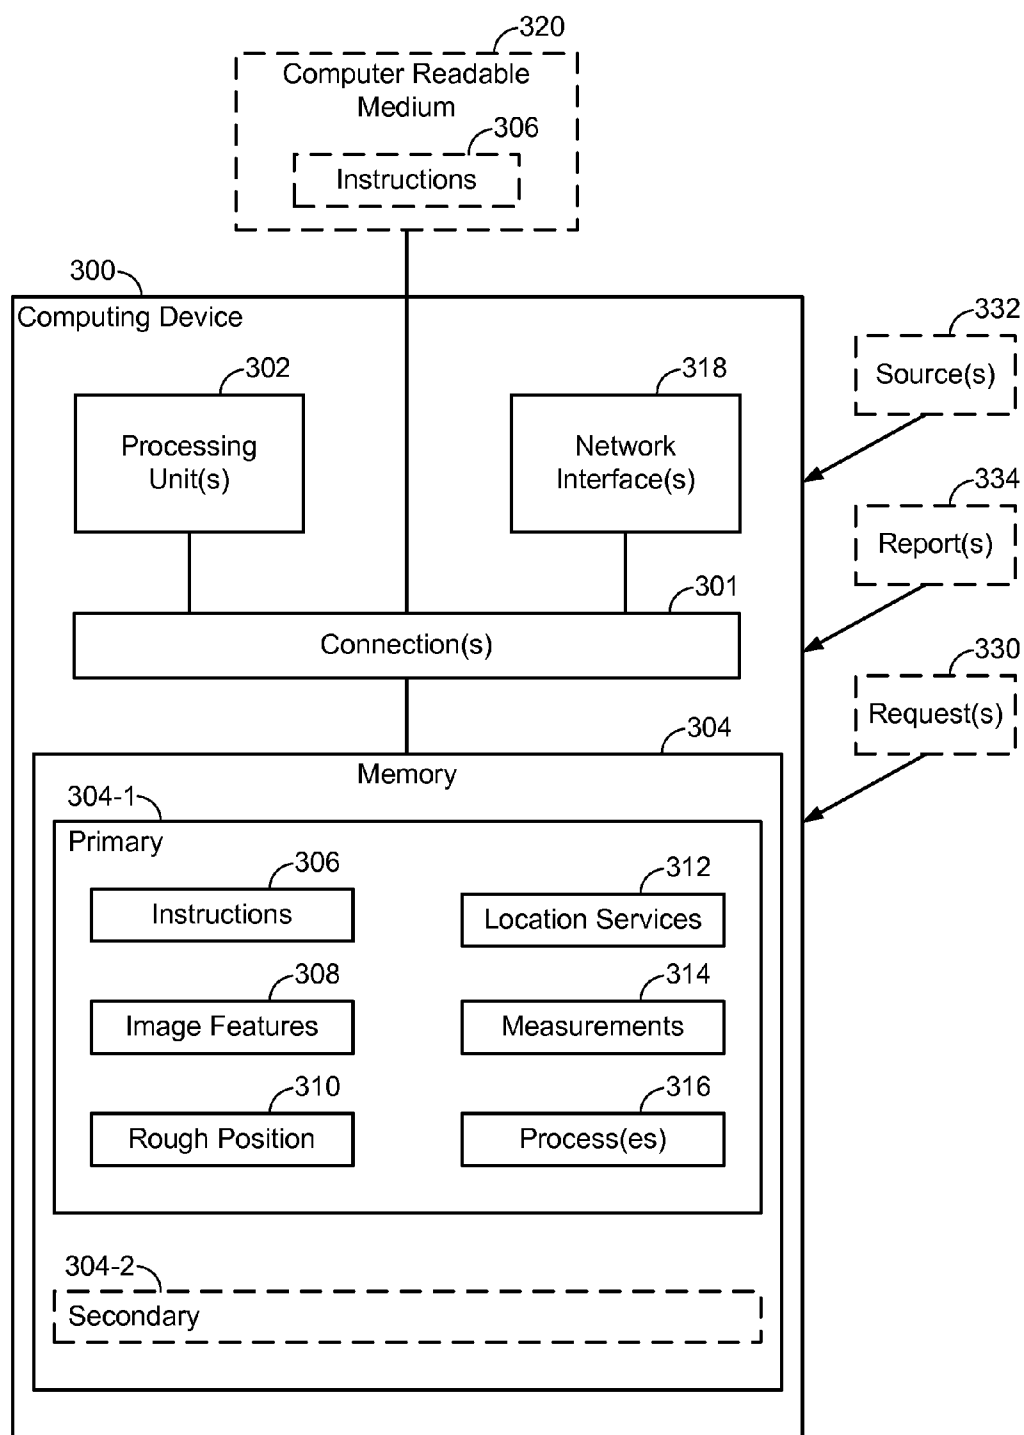 320
Computer Readable
Medium
306
Instructions
300
Computing Device
332
Source(s)
302
318
Processing
Unit(s)
Network
Interface(s)
334
Report(s)
301
Connection(s)
330
Request(s)
304
Memory
304-1
Primary
306
Instructions
312
Location Services
308
Image Features
314
Measurements
310
Rough Position
316
Process(es)
304-2
Secondary